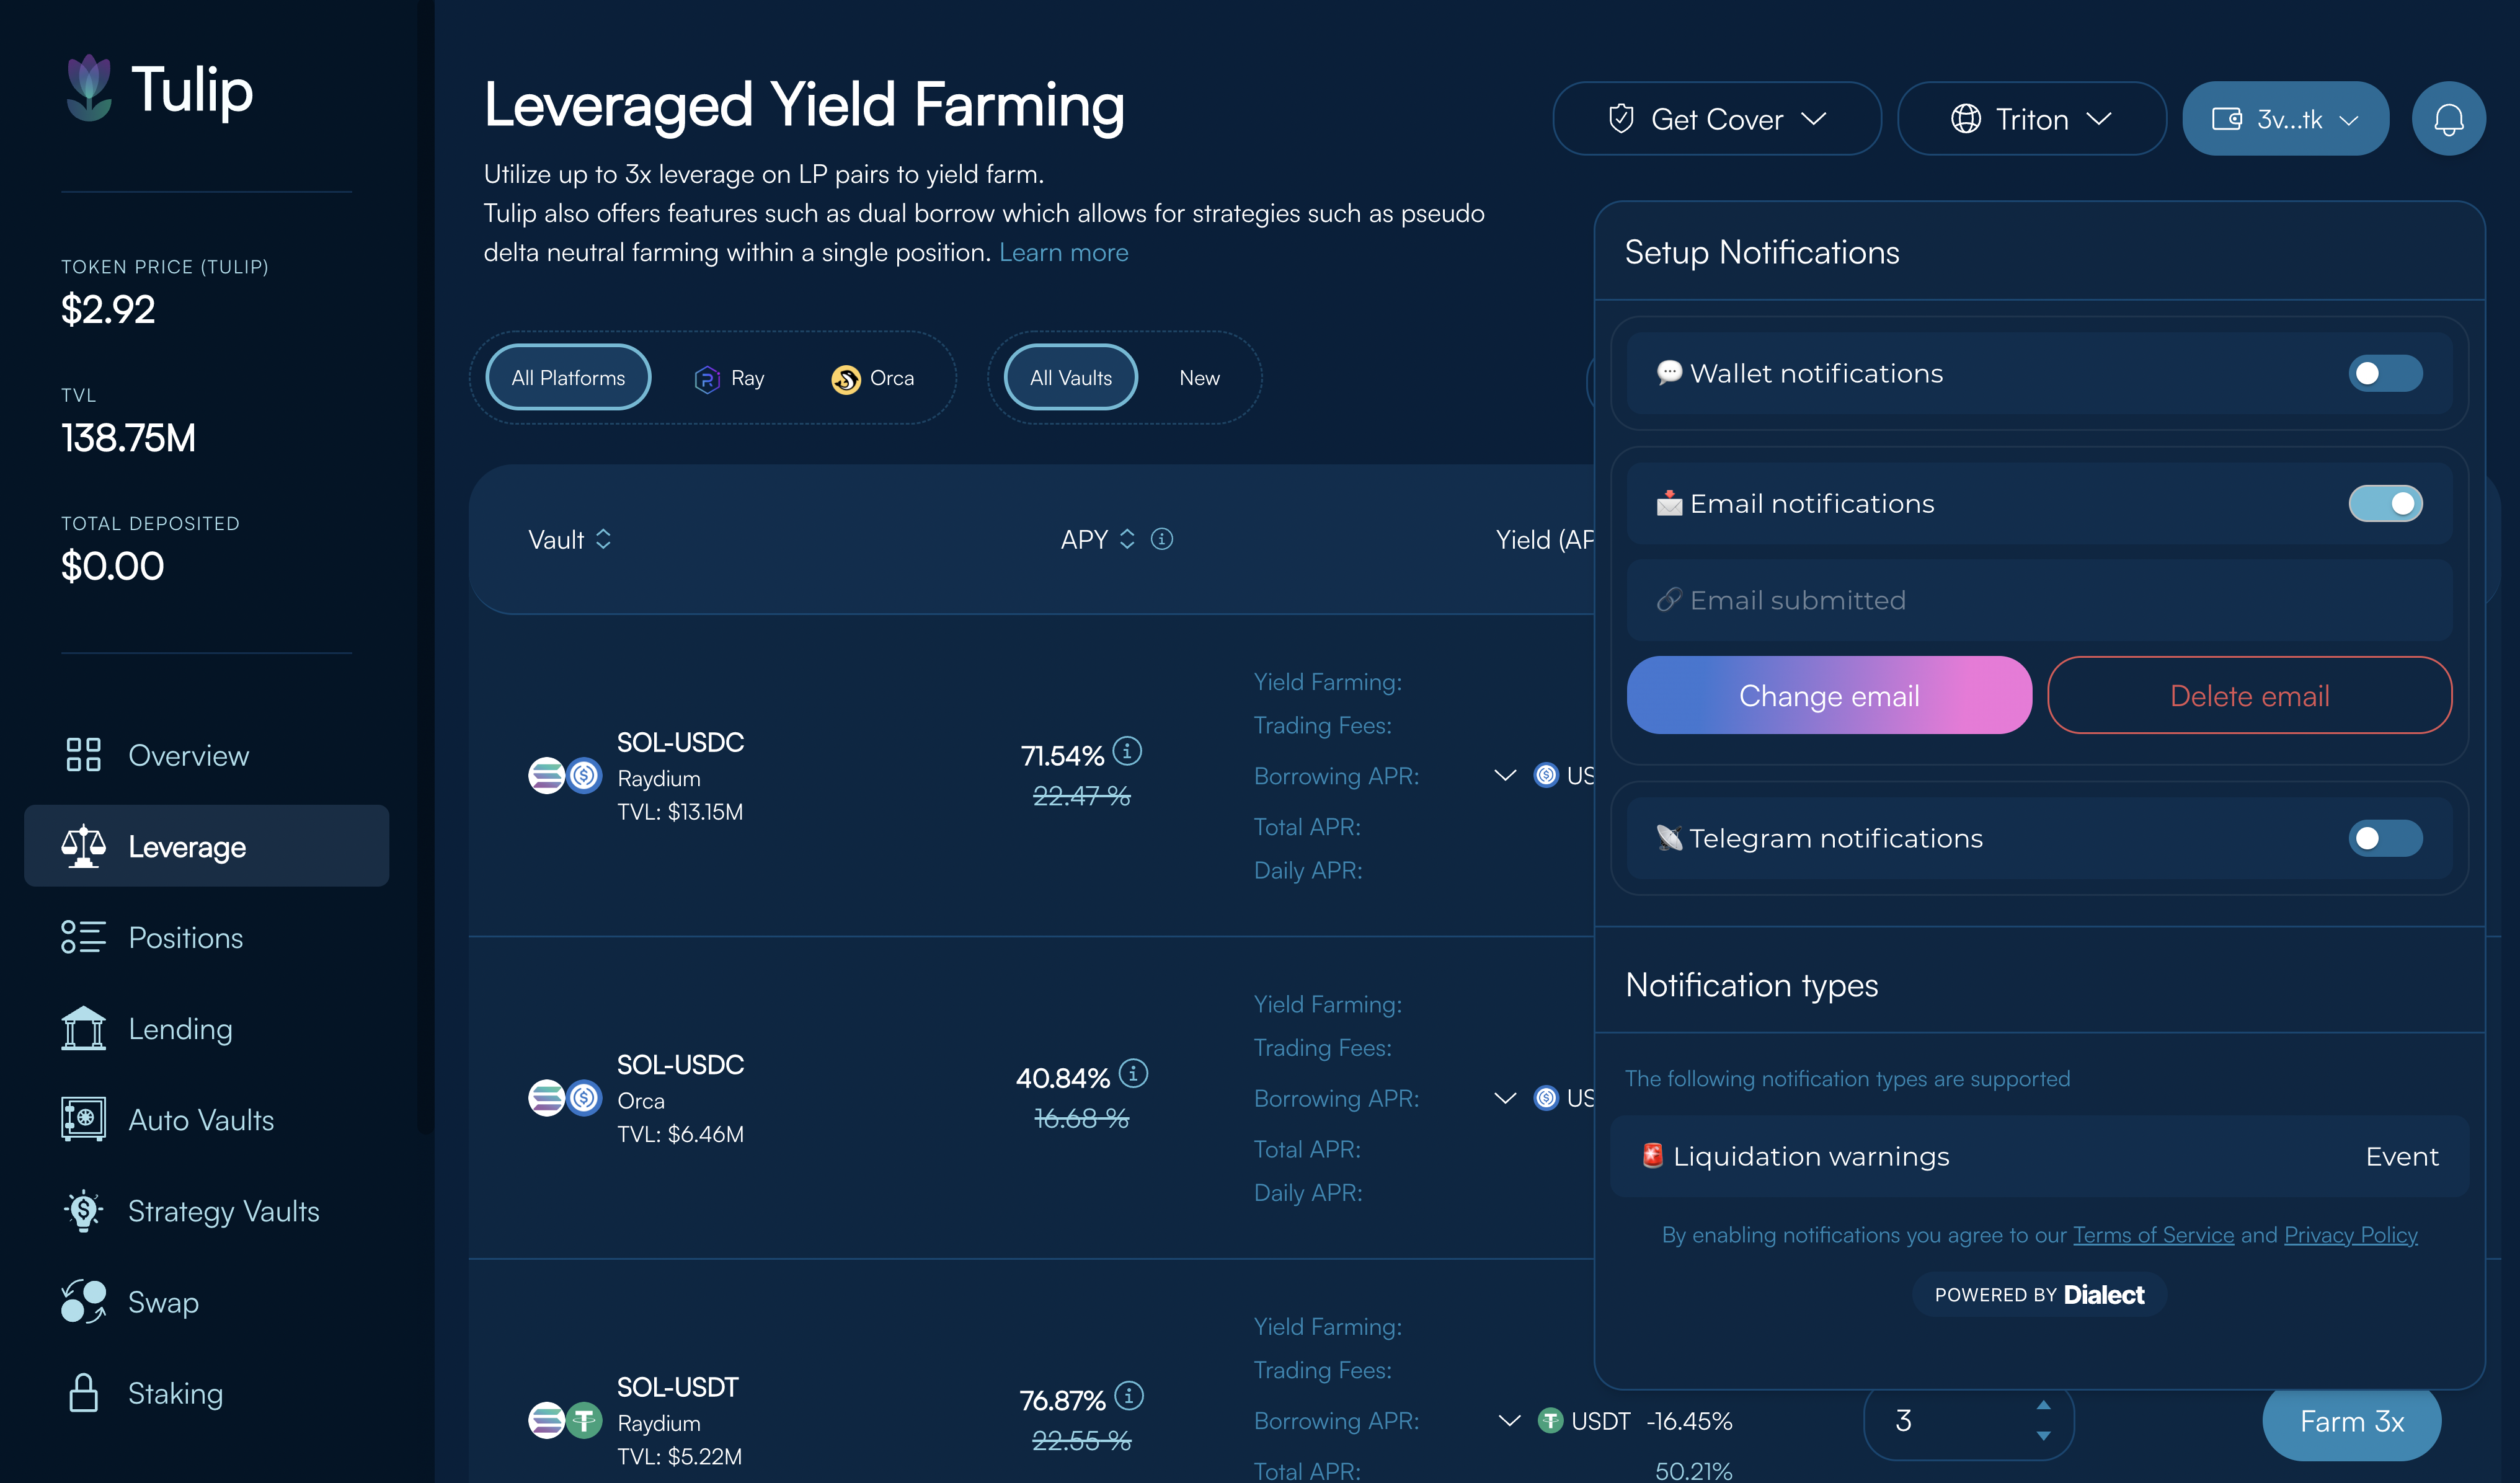 Tulip
TOKEN PRICE (TULIP)
$2.92
TVL
138.75M
TOTAL DEPOSITED
$0.00
Overview
Leverage
Positions
Lending
Auto Vaults
Strategy Vaults
Swap
Staking
Leveraged Yield Farming
Utilize up to 3x leverage on LP pairs to yield farm.
Tulip also offers features such as dual borrow which allows for strategies such as pseudo
delta neutral farming within a single position. Learn more
Get Cover
Triton
3v...tk
All Platforms
Ray
Orca
All Vaults
New
Vault
APY
Yield (AP
SOL-USDC
Raydium
TVL: $13.15M
71.54%
22.47 %
Yield Farming:
Trading Fees:
Borrowing APR:
US
Total APR:
Daily APR:
SOL-USDC
Orca
TVL: $6.46M
40.84%
16.68 %
Yield Farming:
Trading Fees:
Borrowing APR:
US
Total APR:
Daily APR:
SOL-USDT
Raydium
TVL: $5.22M
76.87%
22.55 %
Yield Farming:
Trading Fees:
Borrowing APR:
USDT -16.45%
Total APR:
50.21%
3
Farm 3x
Setup Notifications
Wallet notifications
Email notifications
Email submitted
Change email
Delete email
Telegram notifications
Notification types
The following notification types are supported
Liquidation warnings
Event
By enabling notifications you agree to our Terms of Service and Privacy Policy
POWERED BY Dialect